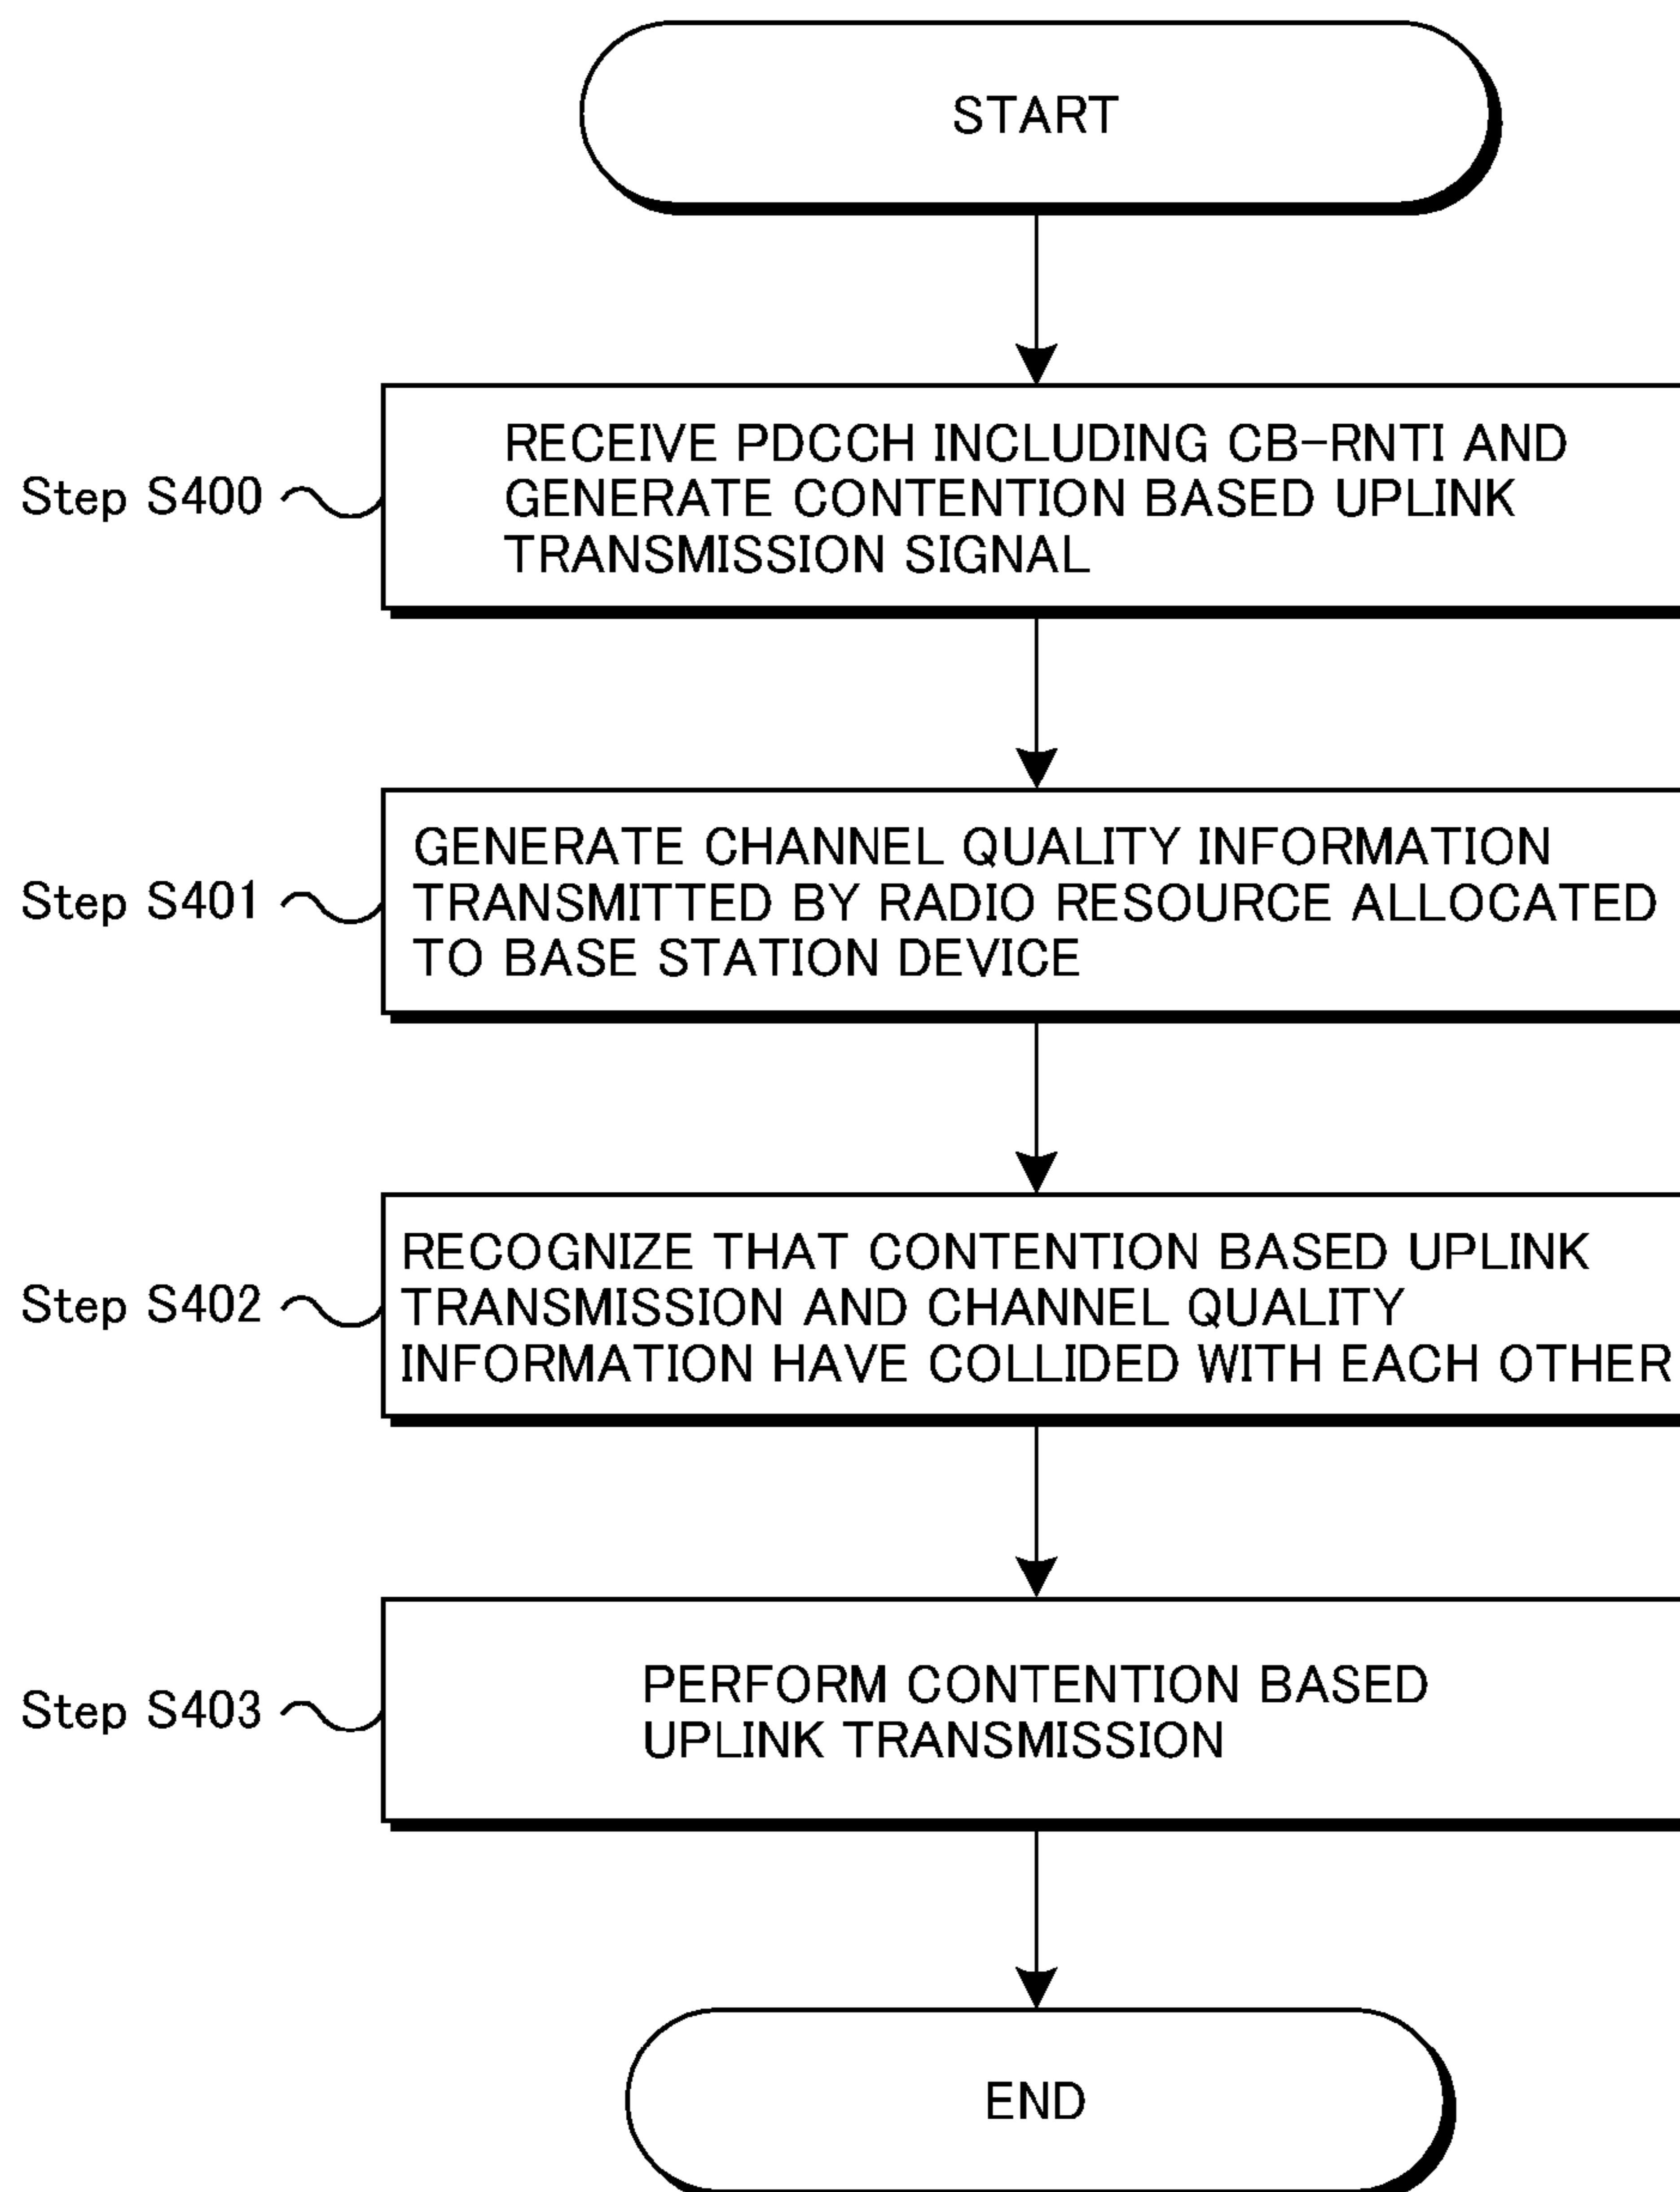 START
Step S400
RECEIVE PDCCH INCLUDING CB-RNTI AND
GENERATE CONTENTION BASED UPLINK
TRANSMISSION SIGNAL
Step S401
GENERATE CHANNEL QUALITY INFORMATION
TRANSMITTED BY RADIO RESOURCE ALLOCATED
TO BASE STATION DEVICE
Step S402
RECOGNIZE THAT CONTENTION BASED UPLINK
TRANSMISSION AND CHANNEL QUALITY
INFORMATION HAVE COLLIDED WITH EACH OTHER
Step S403
PERFORM CONTENTION BASED
UPLINK TRANSMISSION
END